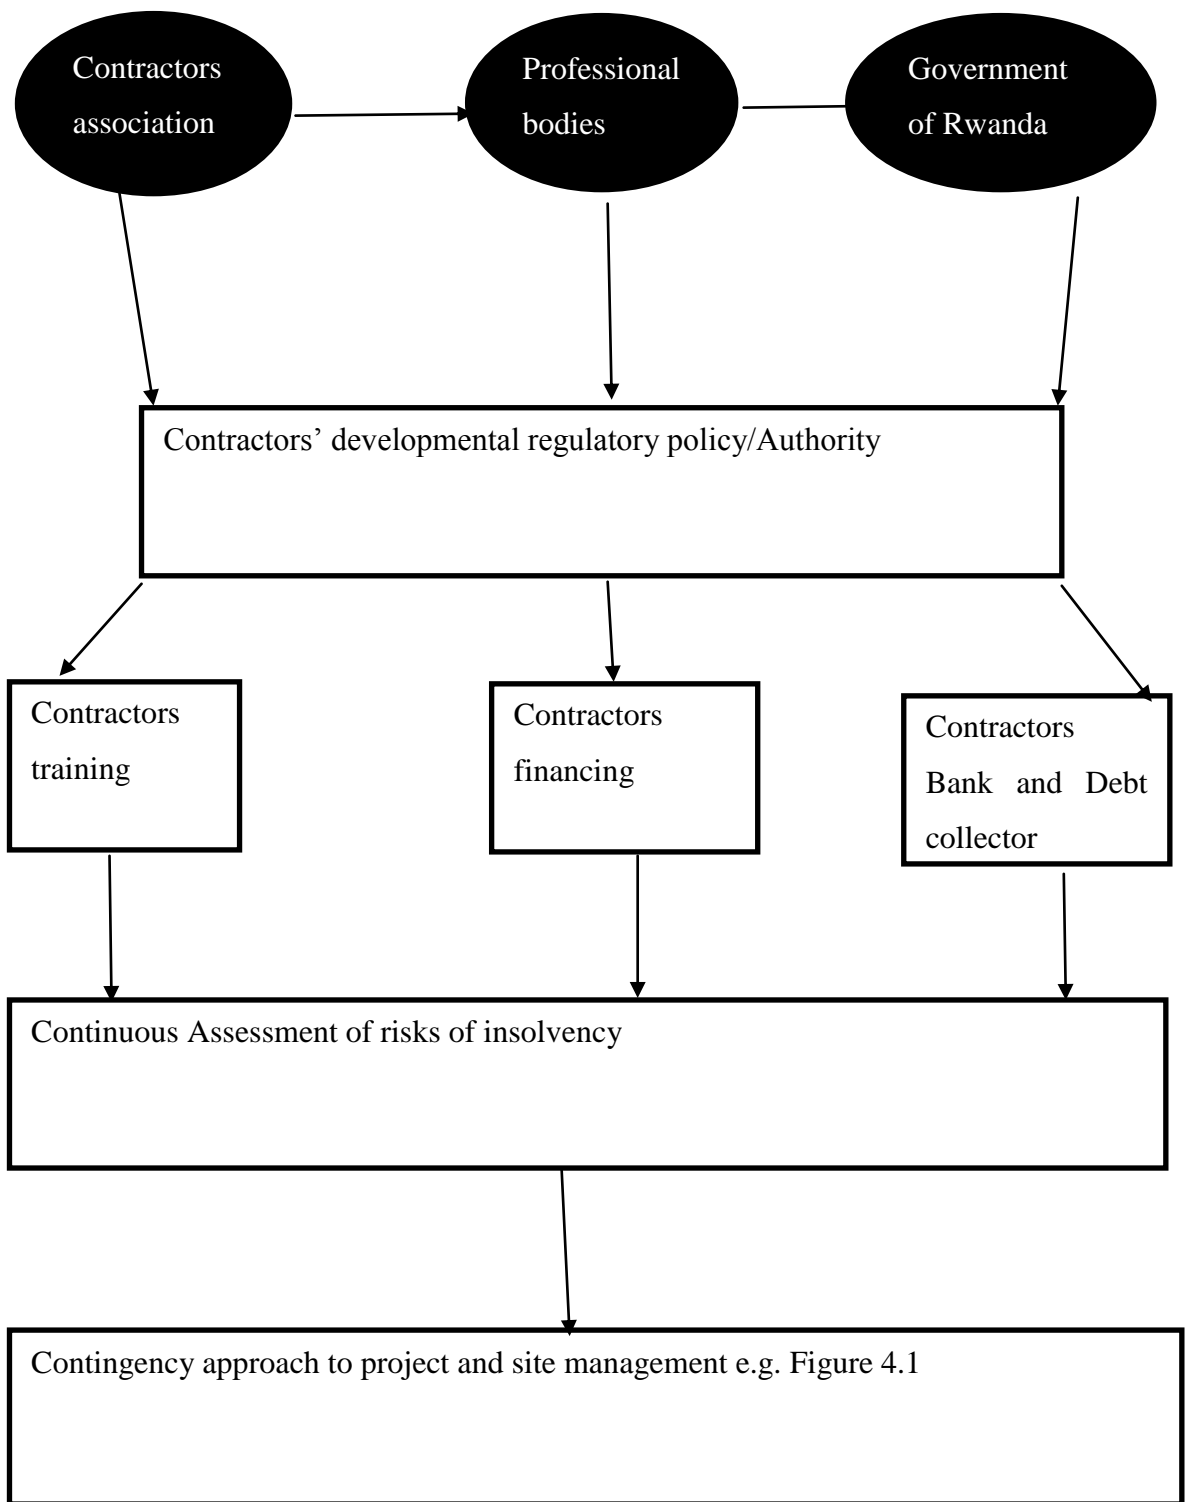 Contractors
association
Professional
bodies
Government
of Rwanda
Contractors’ developmental regulatory policy/Authority
Contractors
training
Contractors
financing
Contractors
Bank and Debt
collector
Continuous Assessment of risks of insolvency
Contingency approach to project and site management e.g. Figure 4.1